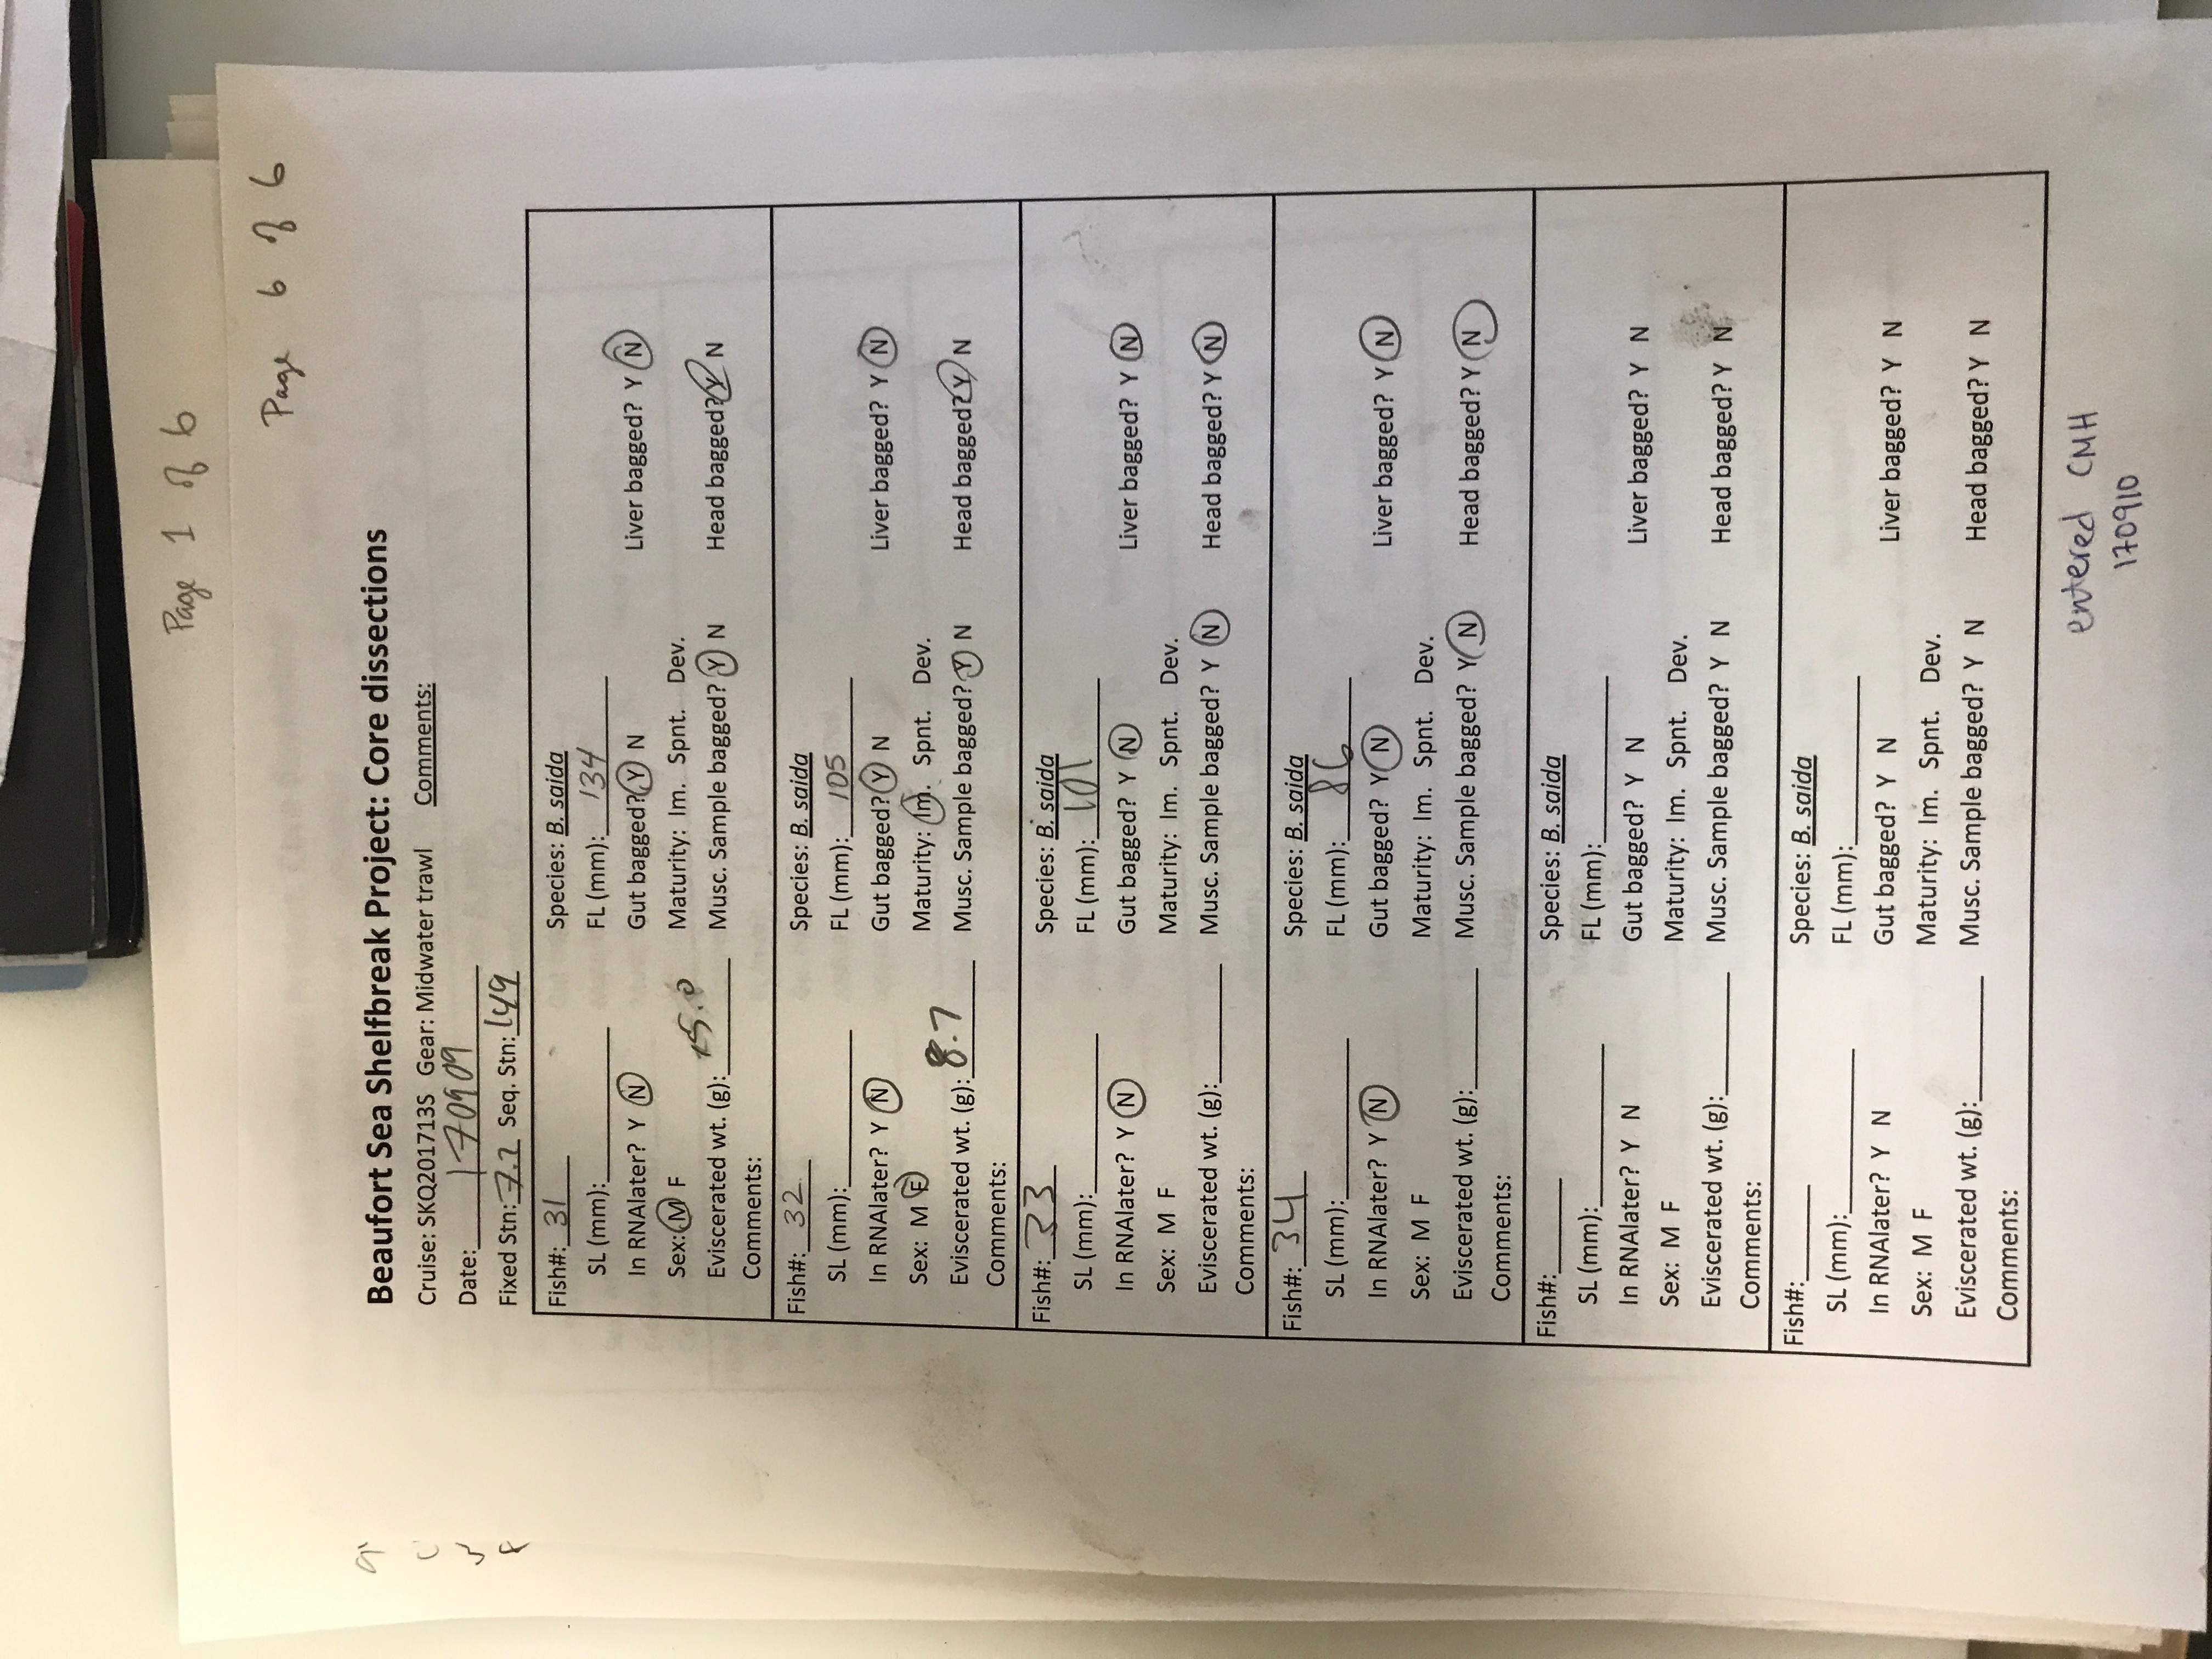 Page 1 of 6
Page 6 of 6
Beaufort Sea Shelfbreak Project: Core dissections
Cruise: SKQ201713S Gear: Midwater trawl Comments:
Date: 170909
Fixed Stn: 7.2 Seq. Stn: 149
Fish#: 31 Species: B. saida
SL (mm): FL (mm): 134
In RNAlater? Y N Gut bagged? Y N Liver bagged? Y N
Sex: M F Maturity: Im. Spnt. Dev.
Eviscerated wt. (g): 15.0 Musc. Sample bagged? Y N Head bagged? Y N
Comments:
Fish#: 32 Species: B. saida
SL (mm): FL (mm): 105
In RNAlater? Y N Gut bagged? Y N Liver bagged? Y N
Sex: M F Maturity: Im. Spnt. Dev.
Eviscerated wt. (g): 8.7 Musc. Sample bagged? Y N Head bagged? Y N
Comments:
Fish#: 33 Species: B. saida
SL (mm): FL (mm): 101
In RNAlater? Y N Gut bagged? Y N Liver bagged? Y N
Sex: M F Maturity: Im. Spnt. Dev.
Eviscerated wt. (g): Musc. Sample bagged? Y N Head bagged? Y N
Comments:
Fish#: 34 Species: B. saida
SL (mm): FL (mm): 86
In RNAlater? Y N Gut bagged? Y N Liver bagged? Y N
Sex: M F Maturity: Im. Spnt. Dev.
Eviscerated wt. (g): Musc. Sample bagged? Y N Head bagged? Y N
Comments:
Fish#: Species: B. saida
SL (mm): FL (mm):
In RNAlater? Y N Gut bagged? Y N Liver bagged? Y N
Sex: M F Maturity: Im. Spnt. Dev.
Eviscerated wt. (g): Musc. Sample bagged? Y N Head bagged? Y N
Comments:
Fish#: Species: B. saida
SL (mm): FL (mm):
In RNAlater? Y N Gut bagged? Y N Liver bagged? Y N
Sex: M F Maturity: Im. Spnt. Dev.
Eviscerated wt. (g): Musc. Sample bagged? Y N Head bagged? Y N
Comments:
entered CMH
170910